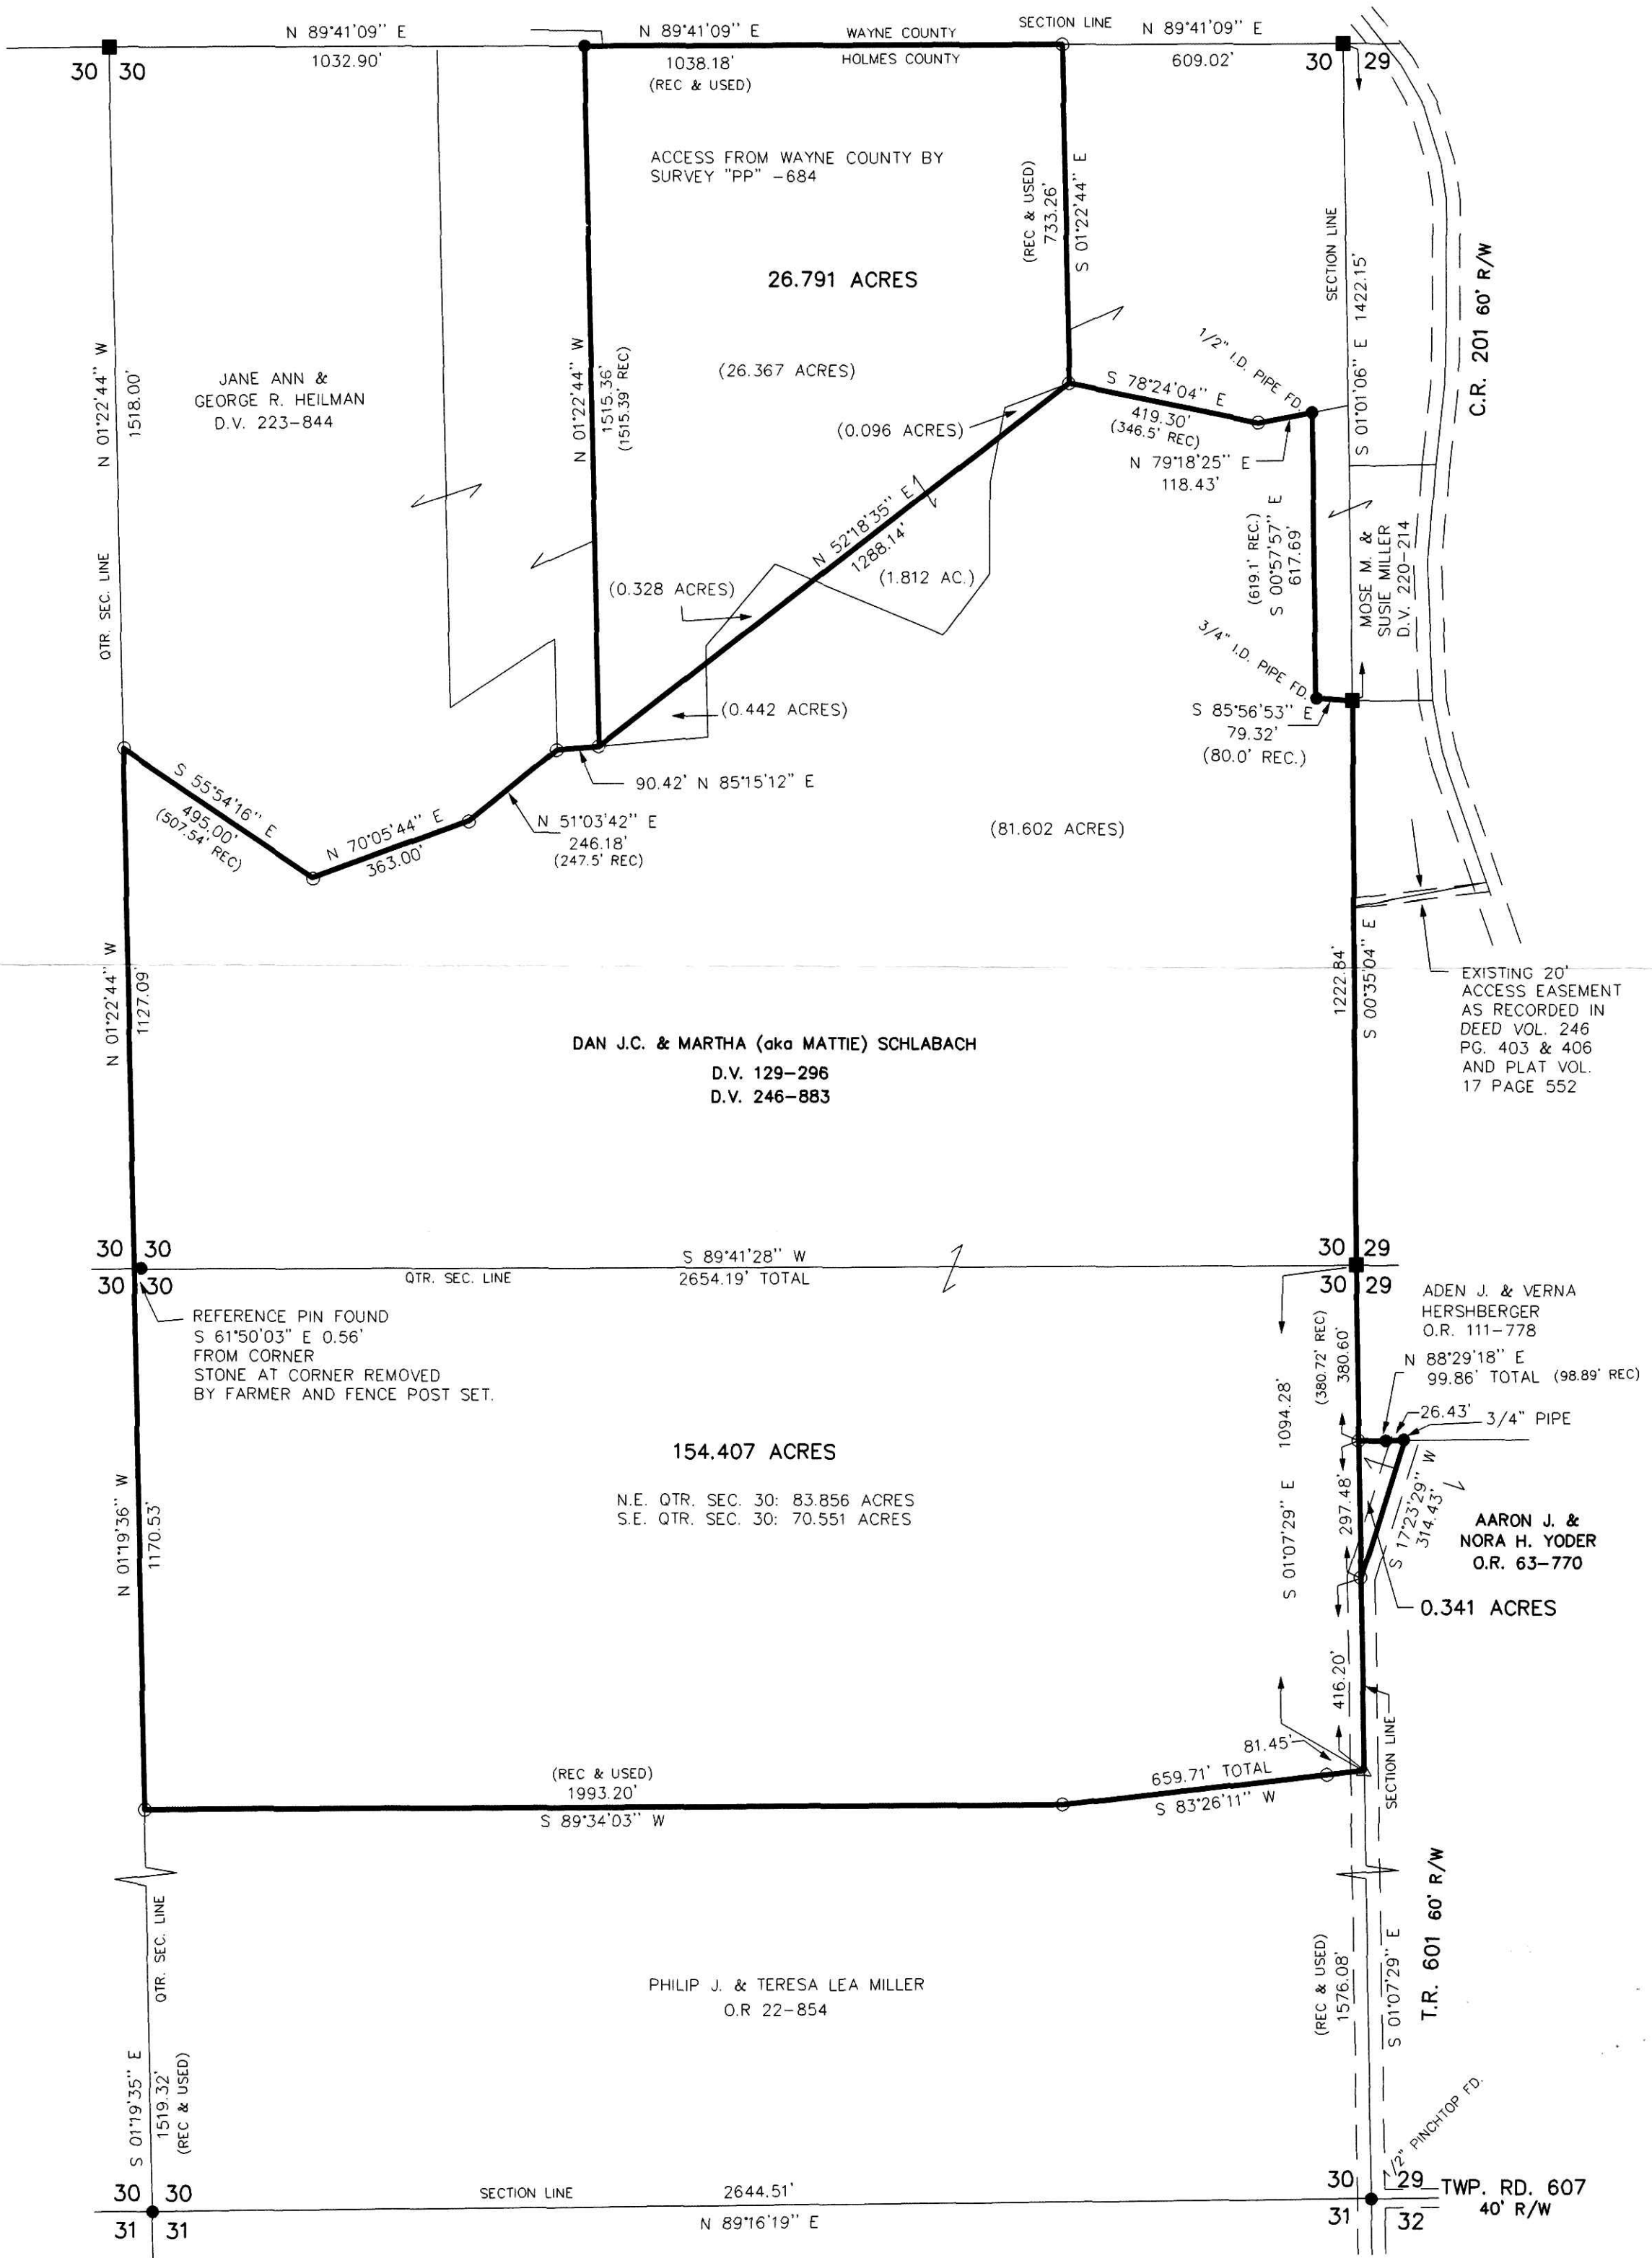 N 89°41'09" E
1032.90'
N 89°41'09" E
1038.18'
(REC & USED)
WAYNE COUNTY
HOLMES COUNTY
SECTION LINE
N 89°41'09" E
609.02'
30 30
30 29
ACCESS FROM WAYNE COUNTY BY
SURVEY "PP" -684
26.791 ACRES
(26.367 ACRES)
(REC & USED)
733.26'
S 01°22'44" E
SECTION LINE
S 01°01'06" E 1422.15'
C.R. 201 60' R/W
N 01°22'44" W
1518.00'
QTR. SEC. LINE
JANE ANN &
GEORGE R. HEILMAN
D.V. 223-844
N 01°22'44" W
1515.36'
(1515.39' REC)
1/2" I.D. PIPE FD.
S 78°24'04" E
419.30'
(346.5' REC)
N 79°18'25" E
118.43'
(0.096 ACRES)
N 52°18'35" E
1288.14'
(1.812 AC.)
(0.328 ACRES)
(0.442 ACRES)
(619.1' REC.)
S 00°57'57" E
617.69'
MOSE M. &
SUSIE MILLER
D.V. 220-214
3/4" I.D. PIPE FD.
S 85°56'53" E
79.32'
(80.0' REC.)
90.42' N 85°15'12" E
S 55°54'16" E
495.00'
(507.54' REC)
N 70°05'44" E
363.00'
N 51°03'42" E
246.18'
(247.5' REC)
(81.602 ACRES)
N 01°22'44" W
1127.09'
1222.84'
S 00°35'04" E
EXISTING 20'
ACCESS EASEMENT
AS RECORDED IN
DEED VOL. 246
PG. 403 & 406
AND PLAT VOL.
17 PAGE 552
DAN J.C. & MARTHA (aka MATTIE) SCHLABACH
D.V. 129-296
D.V. 246-883
30 30
30 30
QTR. SEC. LINE
S 89°41'28" W
2654.19' TOTAL
30 29
30 29
REFERENCE PIN FOUND
S 61°50'03" E 0.56'
FROM CORNER
STONE AT CORNER REMOVED
BY FARMER AND FENCE POST SET.
ADEN J. & VERNA
HERSHBERGER
O.R. 111-778
N 88°29'18" E
99.86' TOTAL (98.89' REC)
26.43'
3/4" PIPE
(380.72' REC)
380.60'
S 01°07'29" E 1094.28'
297.48'
S 17°23'29" W
314.43'
AARON J. &
NORA H. YODER
O.R. 63-770
0.341 ACRES
154.407 ACRES
N.E. QTR. SEC. 30: 83.856 ACRES
S.E. QTR. SEC. 30: 70.551 ACRES
N 01°19'36" W
1170.53'
416.20'
SECTION LINE
81.45'
659.71' TOTAL
S 83°26'11" W
(REC & USED)
1993.20'
S 89°34'03" W
QTR. SEC. LINE
S 01°19'35" E
1519.32'
(REC & USED)
PHILIP J. & TERESA LEA MILLER
O.R 22-854
(REC & USED)
1576.08'
S 01°07'29" E
T.R. 601 60' R/W
1/2" PINCHTOP FD.
30 30
31 31
SECTION LINE
2644.51'
N 89°16'19" E
30 29
31 32
TWP. RD. 607
40' R/W